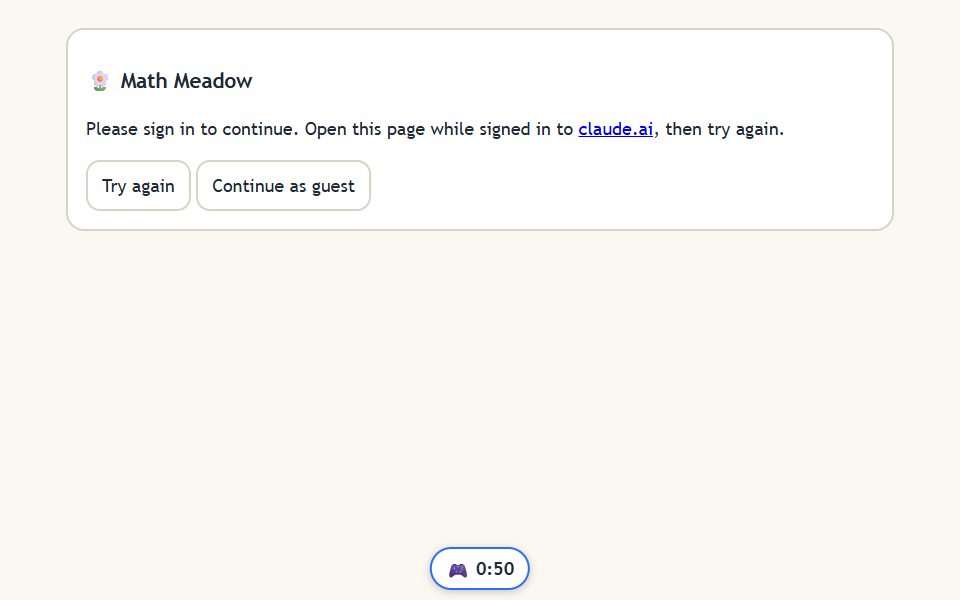 Math Meadow
Please sign in to continue. Open this page while signed in to claude.ai, then try again.
Try again
Continue as guest
0:50